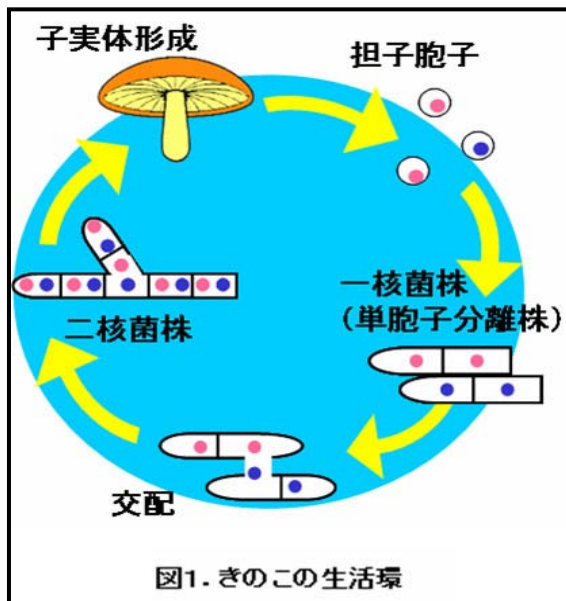 子実体形成
担子胞子
一核菌株
（単胞子分離株）
二核菌株
交配
図1．きのこの生活環